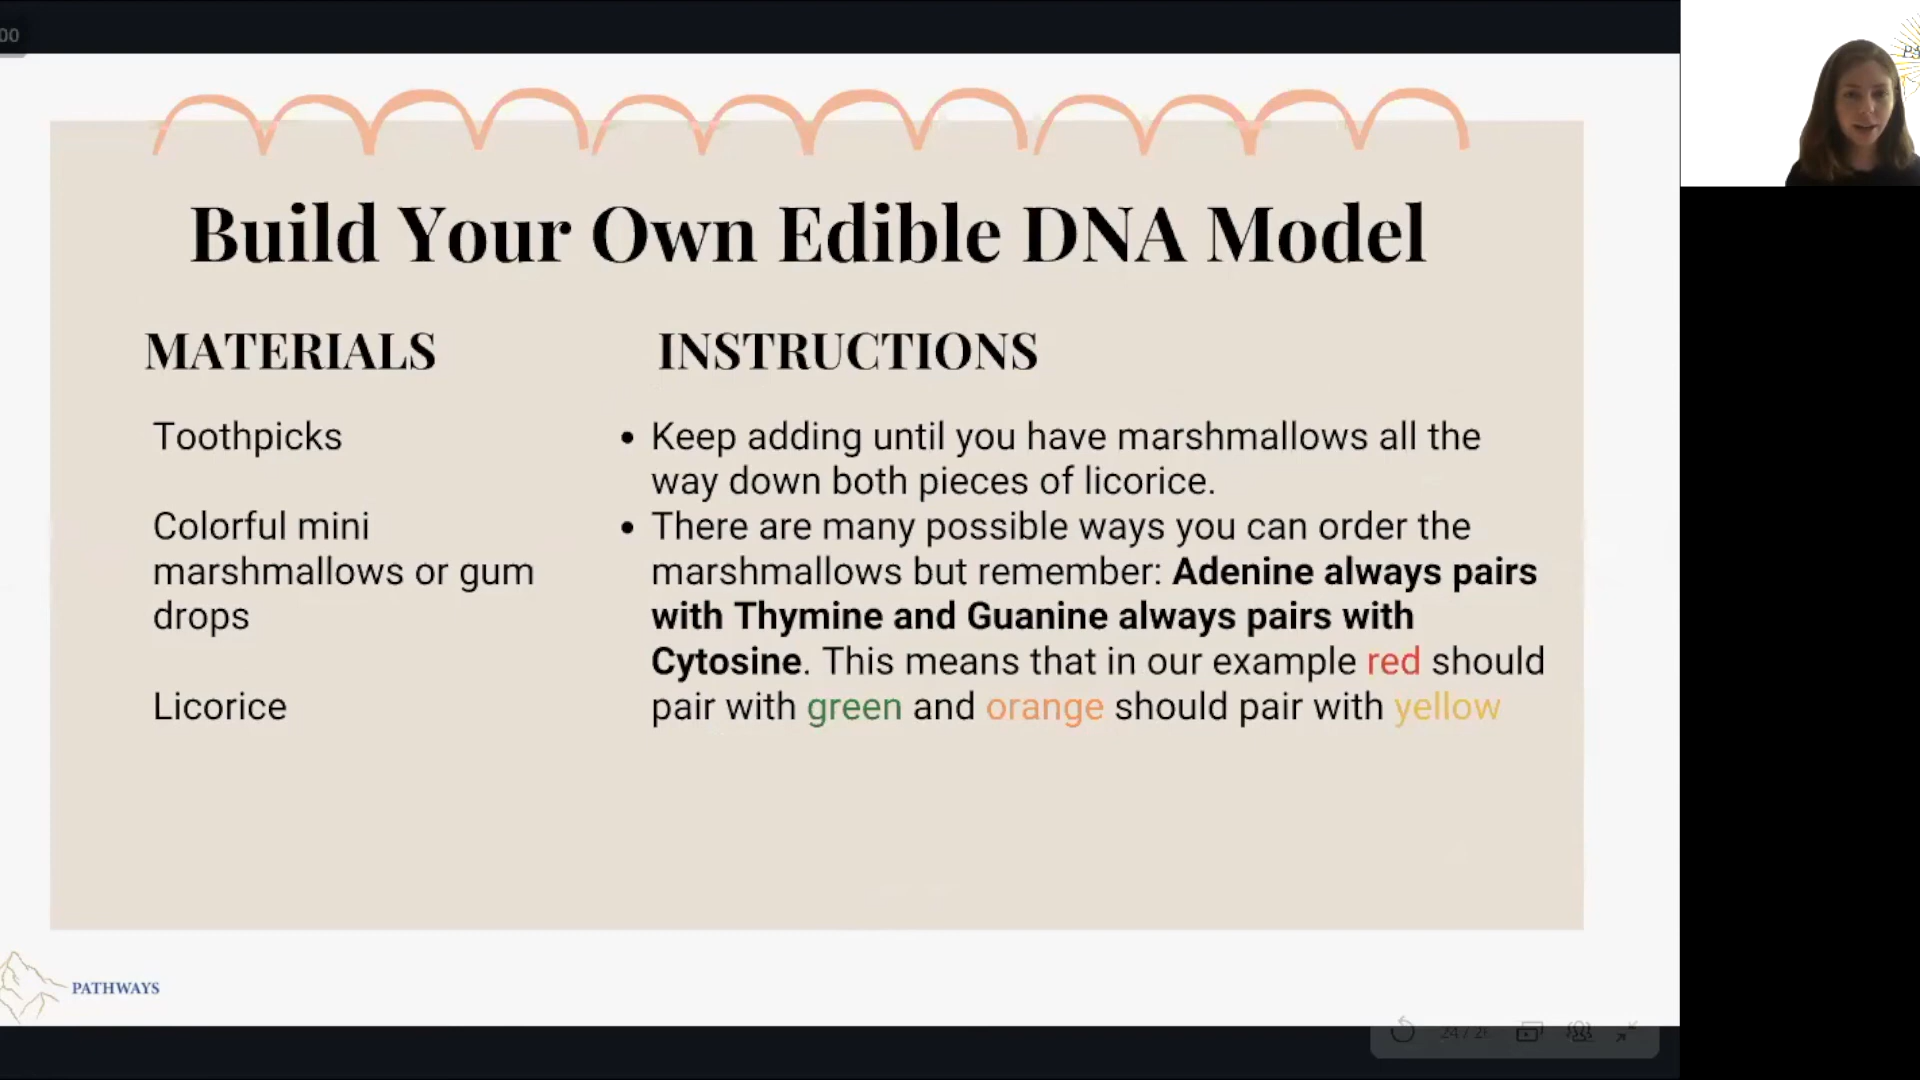 00
Build Your Own Edible DNA Model
MATERIALS
INSTRUCTIONS
Toothpicks
Colorful mini
marshmallows or gum
drops
Licorice
• Keep adding until you have marshmallows all the
way down both pieces of licorice.
• There are many possible ways you can order the
marshmallows but remember: Adenine always pairs
with Thymine and Guanine always pairs with
Cytosine. This means that in our example red should
pair with green and orange should pair with yellow
PATHWAYS